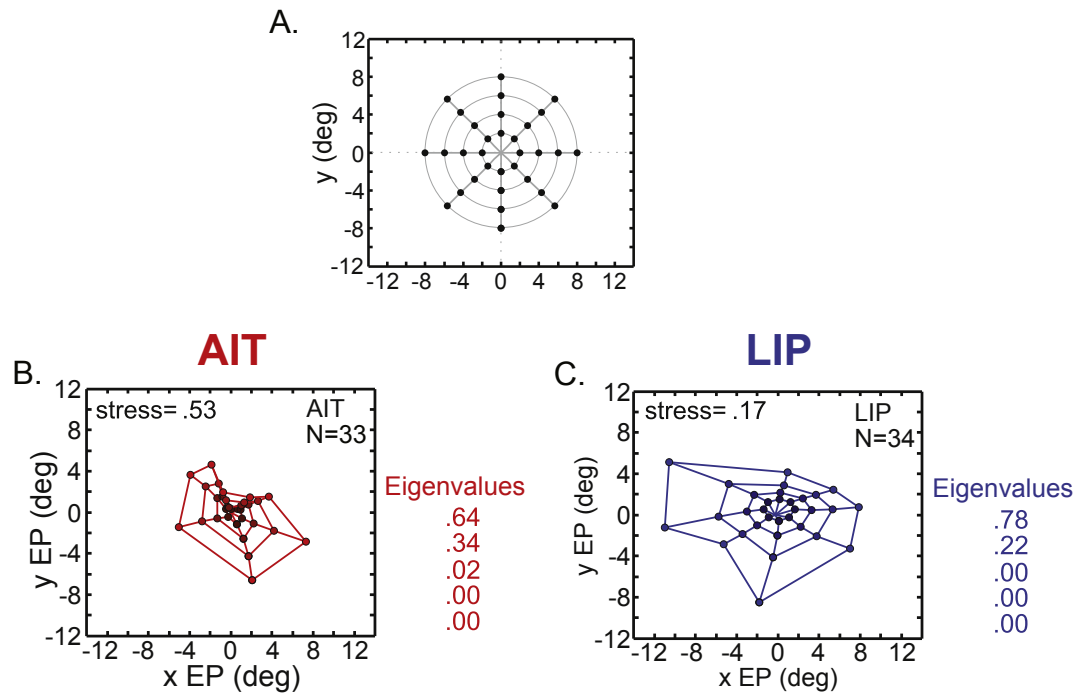 A.
12
8
4
0
-4
-8
-12
y (deg)
-12 -8 -4 0 4 8 12
AIT
LIP
B.
12
8
4
0
-4
-8
-12
y EP (deg)
stress= .53
AIT
N=33
-12 -8 -4 0 4 8 12
x EP (deg)
Eigenvalues
.64
.34
.02
.00
.00
C.
12
8
4
0
-4
-8
-12
y EP (deg)
stress= .17
LIP
N=34
-12 -8 -4 0 4 8 12
x EP (deg)
Eigenvalues
.78
.22
.00
.00
.00